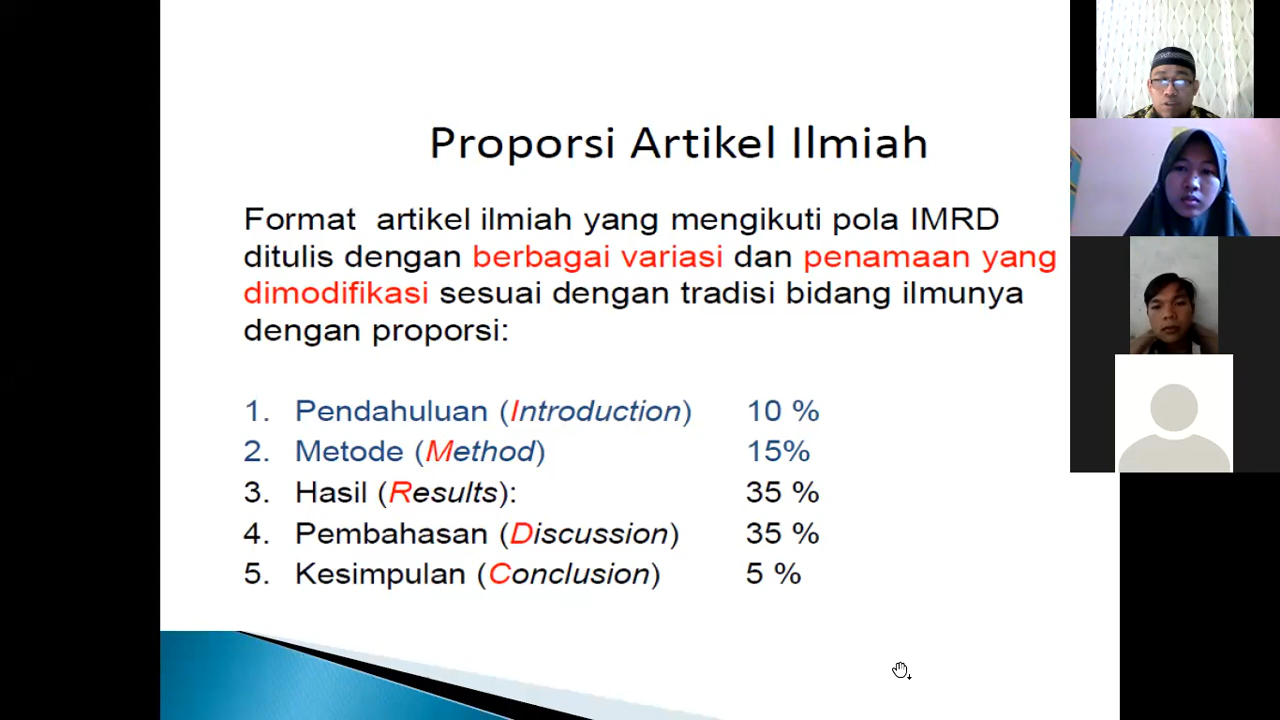 Proporsi Artikel Ilmiah
Format artikel ilmiah yang mengikuti pola IMRD
ditulis dengan berbagai variasi dan penamaan yang
dimodifikasi sesuai dengan tradisi bidang ilmunya
dengan proporsi:
1. Pendahuluan (Introduction) 10 %
2. Metode (Method) 15%
3. Hasil (Results): 35 %
4. Pembahasan (Discussion) 35 %
5. Kesimpulan (Conclusion) 5 %